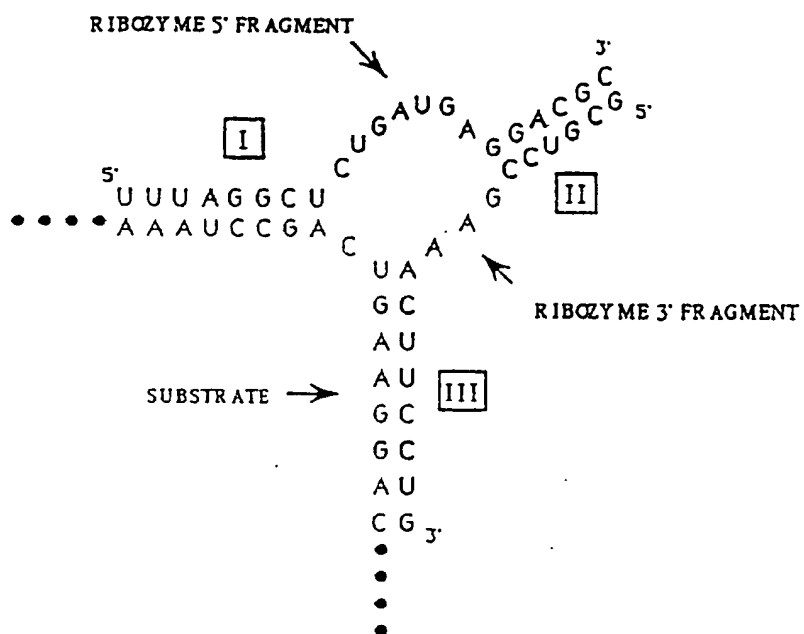 RIBOZYME 5' FRAGMENT
3'
C
G
C
A
G
G
5'
G
C
G
U
C
C
G A U G A
U
C
I
II
5'
U U U A G G C U
A A A U C C G A
C
G
A
A
U A
G C
RIBOZYME 3' FRAGMENT
A U
A U
SUBSTRATE
III
G C
G C
A U
C G 3'